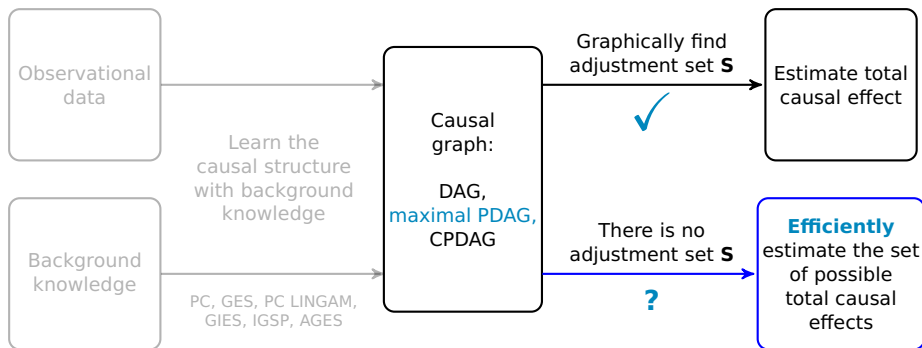 Observational
data
Background
knowledge
Learn the
causal structure
with background
knowledge
PC, GES, PC LINGAM,
GIES, IGSP, AGES
Causal
graph:
DAG,
maximal PDAG,
CPDAG
Graphically find
adjustment set S
Estimate total
causal effect
There is no
adjustment set S
?
Efficiently
estimate the set
of possible
total causal
effects